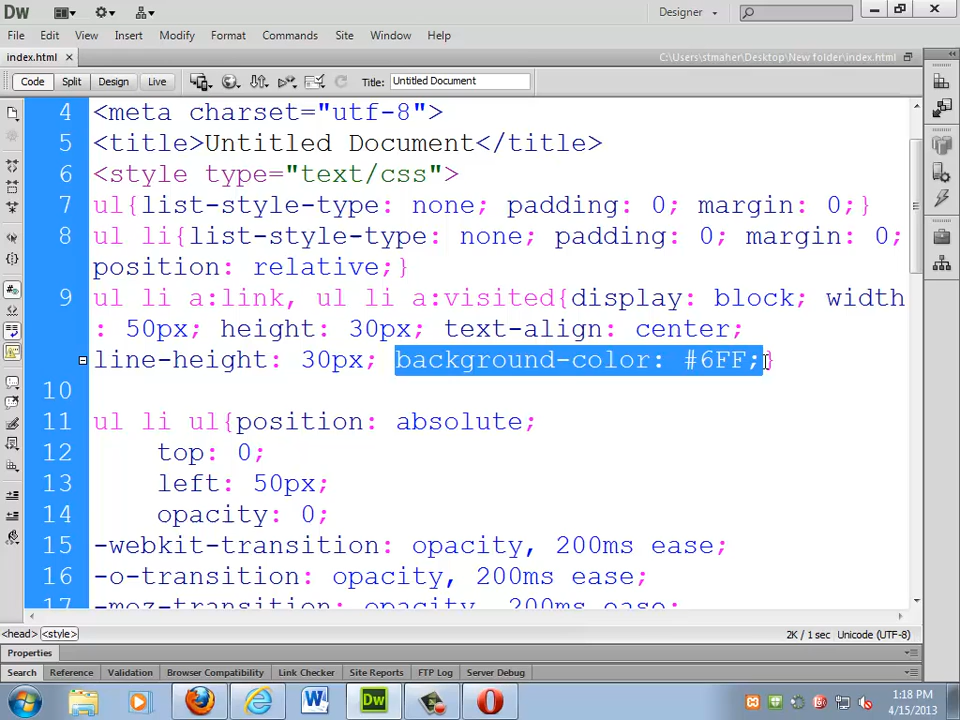 Dw
Designer
File Edit View Insert Modify Format Commands Site Window Help
index.html
C:\Users\stmaher\Desktop\New folder\index.html
Code Split Design Live Title: Untitled Document
4 <meta charset="utf-8">
5 <title>Untitled Document</title>
6 <style type="text/css">
7 ul{list-style-type: none; padding: 0; margin: 0;}
8 ul li{list-style-type: none; padding: 0; margin: 0;
position: relative;}
9 ul li a:link, ul li a:visited{display: block; width
: 50px; height: 30px; text-align: center;
line-height: 30px; background-color: #6FF;}
10
11 ul li ul{position: absolute;
12 top: 0;
13 left: 50px;
14 opacity: 0;
15 -webkit-transition: opacity, 200ms ease;
16 -o-transition: opacity, 200ms ease;
17 -moz-transition: opacity, 200ms ease;
<head> <style>
2K / 1 sec Unicode (UTF-8)
Properties
Search Reference Validation Browser Compatibility Link Checker Site Reports FTP Log Server Debug
W
Dw
1:18 PM
4/15/2013